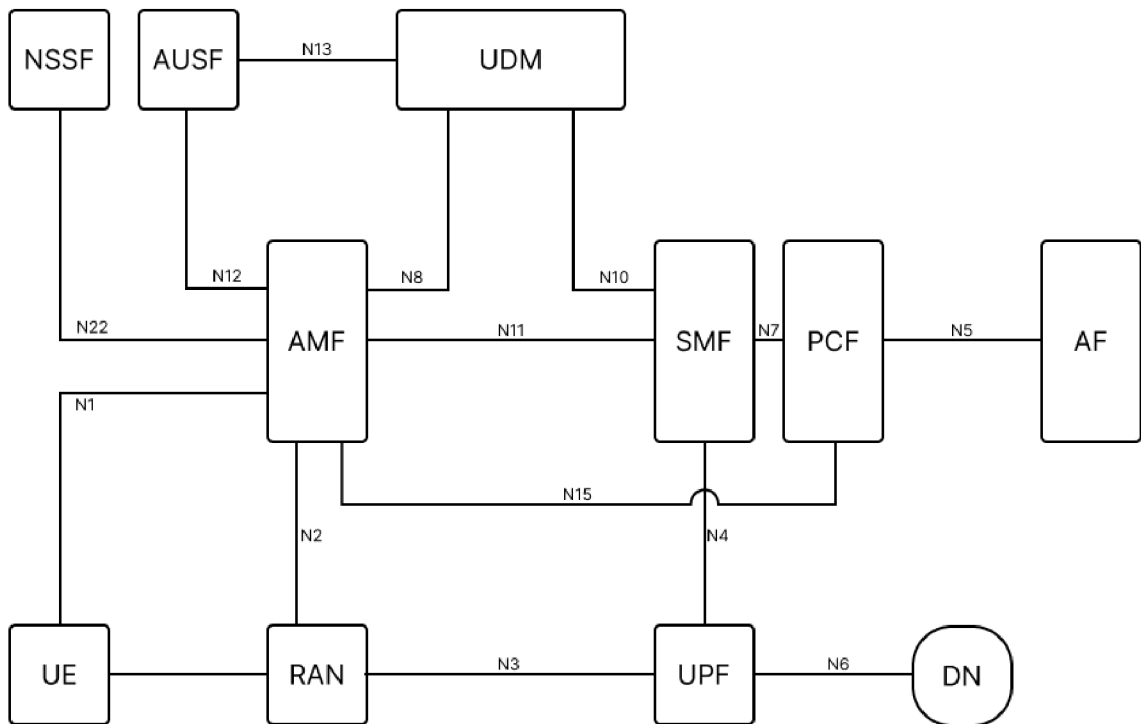 NSSF
AUSF
N13
UDM
N12
N8
N10
N22
AMF
N11
SMF
N7
PCF
N5
AF
N1
N15
N2
N4
UE
RAN
N3
UPF
N6
DN